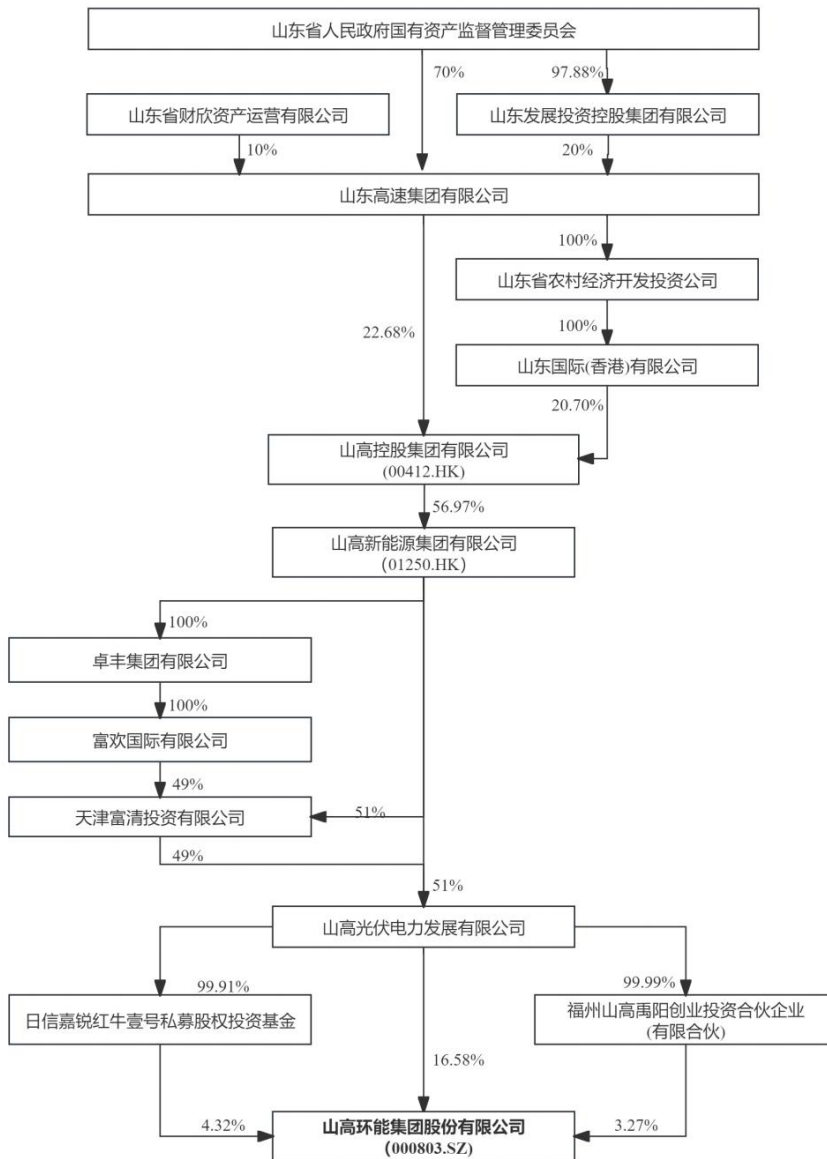 山东省人民政府国有资产监督管理委员会
70%
97.88%
山东省财欣资产运营有限公司
山东发展投资控股集团有限公司
10%
20%
山东高速集团有限公司
100%
山东省农村经济开发投资公司
22.68%
100%
山东国际(香港)有限公司
20.70%
山高控股集团有限公司
(00412.HK)
56.97%
山高新能源集团有限公司
(01250.HK)
100%
卓丰集团有限公司
100%
富欢国际有限公司
49%
天津富清投资有限公司
51%
49%
51%
山高光伏电力发展有限公司
99.91%
99.99%
日信嘉锐红牛壹号私募股权投资基金
福州山高禹阳创业投资合伙企业
(有限合伙)
16.58%
4.32%
3.27%
山高环能集团股份有限公司
(000803.SZ)